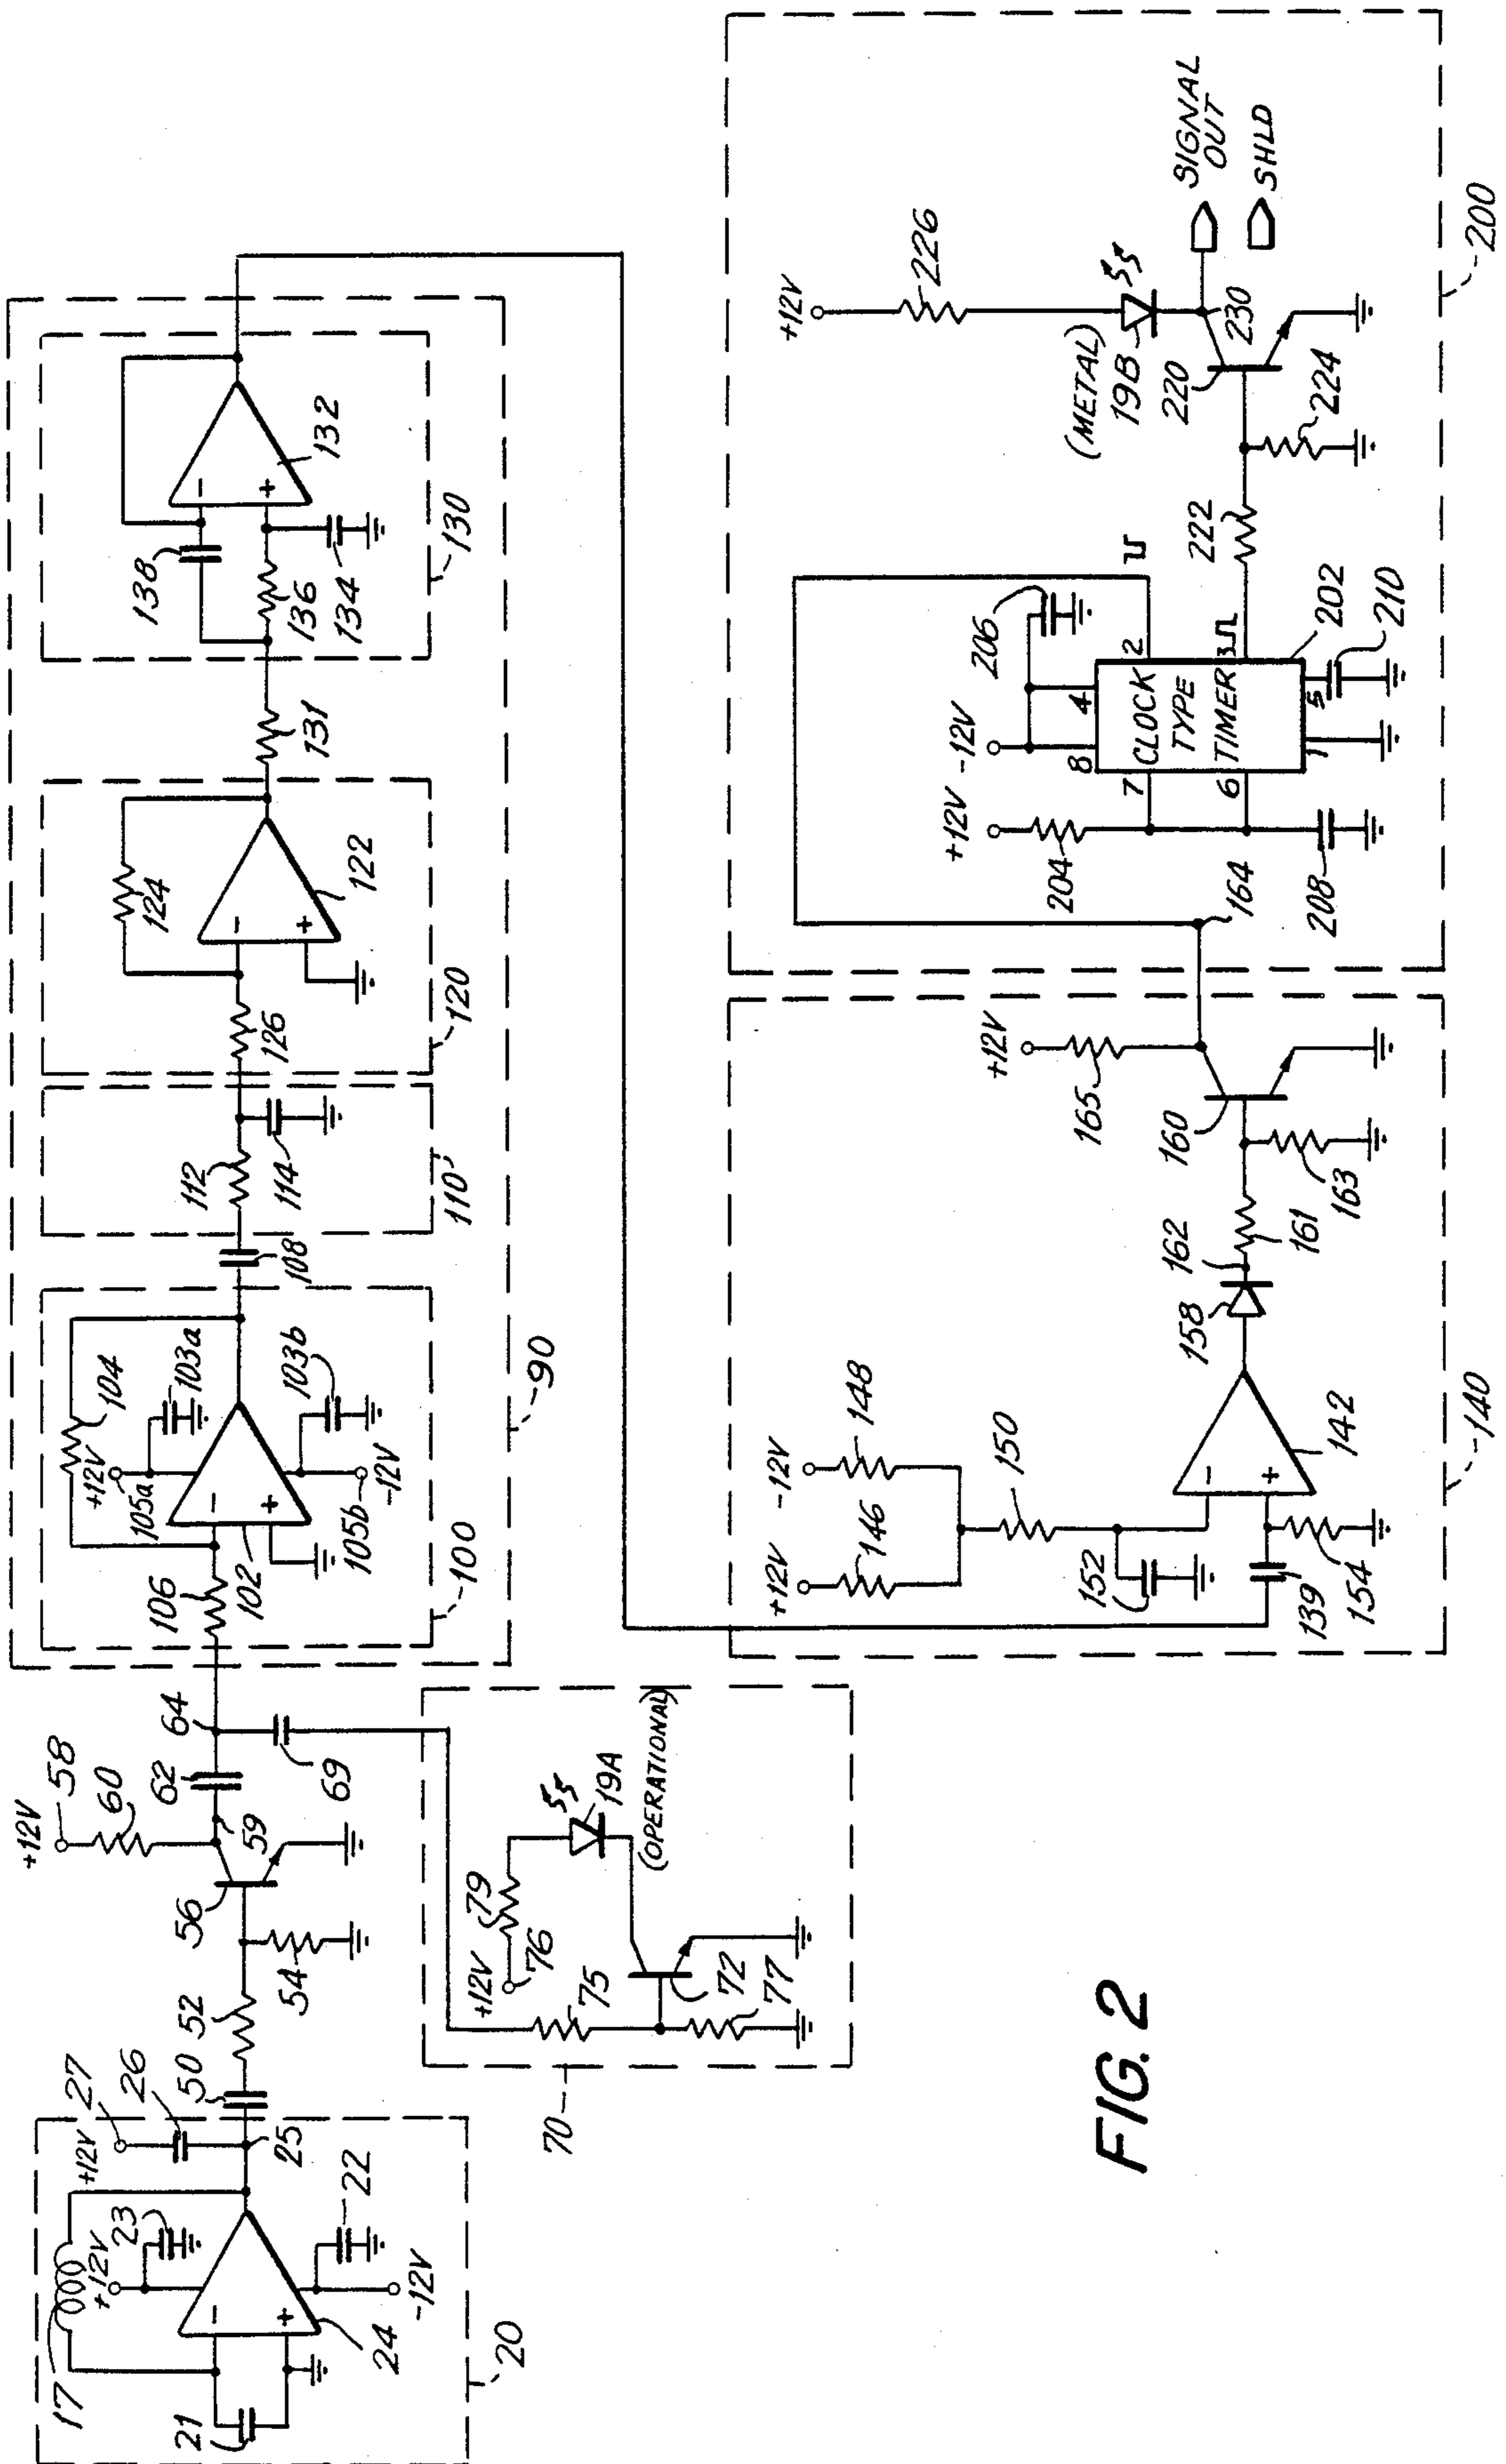 17
+12V
23
+12V
27
26
25
22
-12V
24
21
20
50
52
54
56
+12V
58
60
59
62
64
69
70
+12V
76
79
75
72
77
19A
(OPERATIONAL)
106
102
+12V
105a
104
103a
103b
105b
-12V
100
90
108
112
114
110
126
124
122
120
131
138
136
134
132
130
+12V
-12V
146
148
150
152
139
154
142
158
162
161
163
160
165
+12V
140
164
+12V
-12V
204
206
208
8
4
7
CLOCK
2
TYPE
6
TIMER
3
1
5
202
210
222
224
220
230
(METAL)
19B
+12V
226
SIGNAL
OUT
SHLD
200
FIG. 2